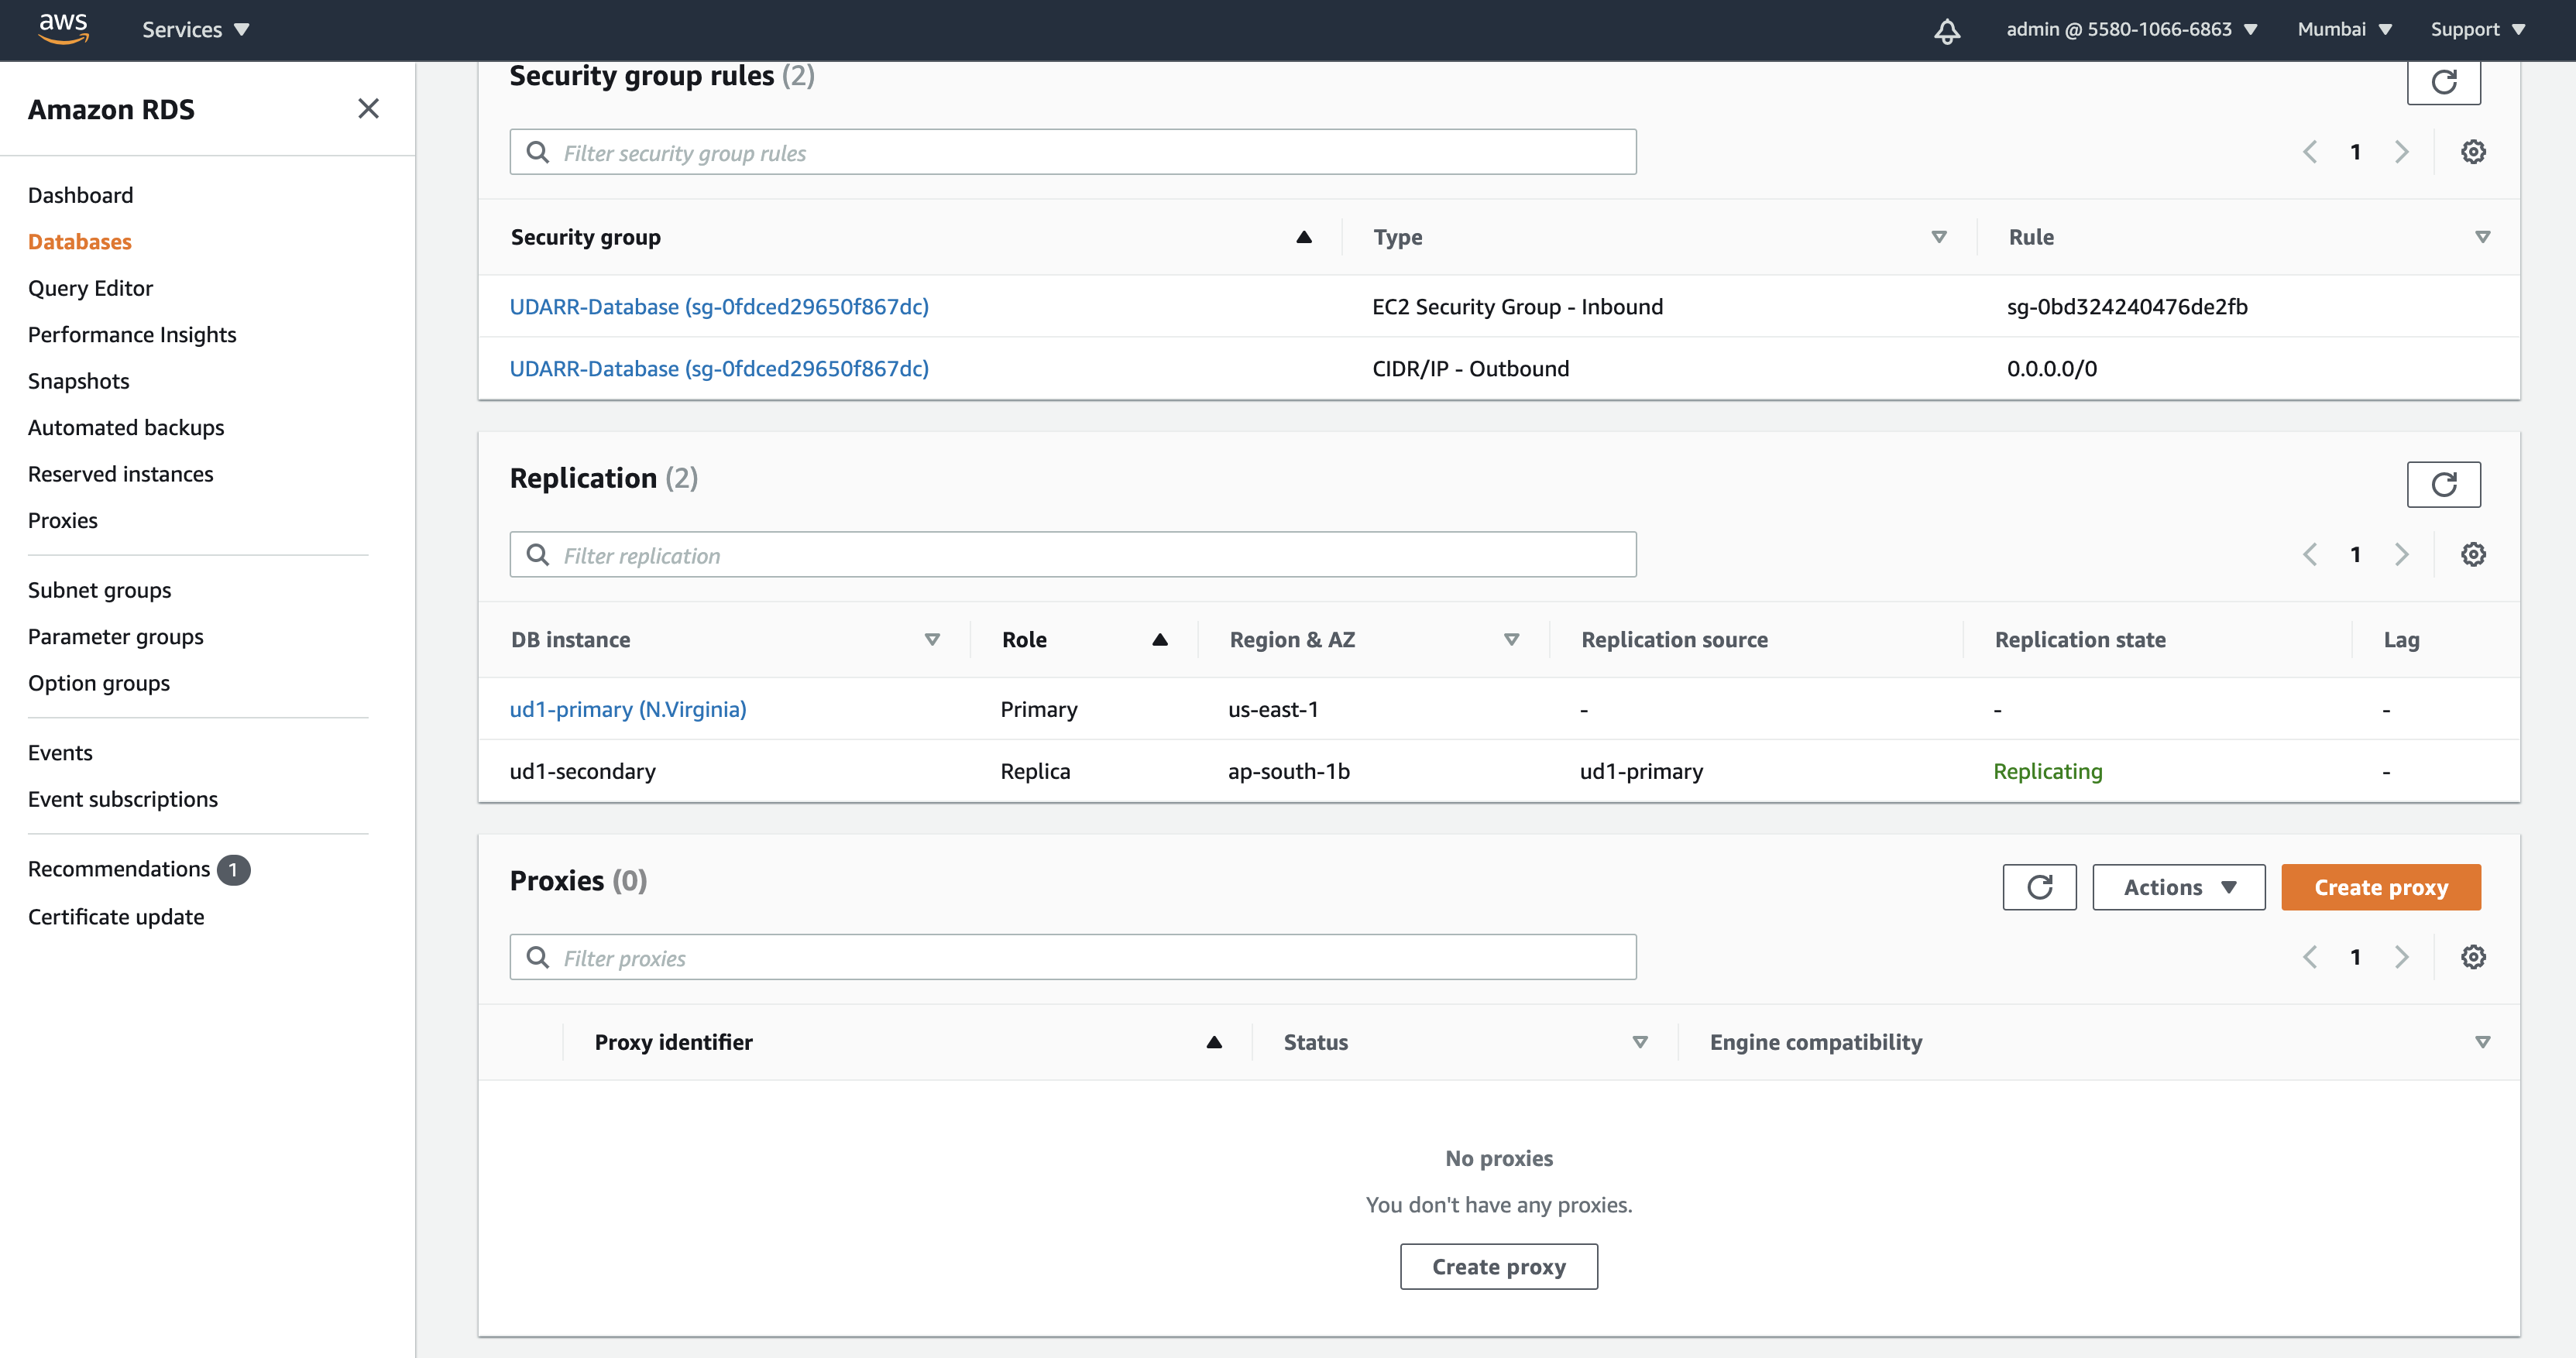 aws Services admin @ 5580-1066-6863 Mumbai Support
Amazon RDS
Dashboard
Databases
Query Editor
Performance Insights
Snapshots
Automated backups
Reserved instances
Proxies
Subnet groups
Parameter groups
Option groups
Events
Event subscriptions
Recommendations 1
Certificate update
Security group rules (2)
Filter security group rules
1
Security group Type Rule
UDARR-Database (sg-0fdced29650f867dc) EC2 Security Group - Inbound sg-0bd324240476de2fb
UDARR-Database (sg-0fdced29650f867dc) CIDR/IP - Outbound 0.0.0.0/0
Replication (2)
Filter replication
1
DB instance Role Region & AZ Replication source Replication state Lag
ud1-primary (N.Virginia) Primary us-east-1 - - -
ud1-secondary Replica ap-south-1b ud1-primary Replicating -
Proxies (0)
Actions Create proxy
Filter proxies
1
Proxy identifier Status Engine compatibility
No proxies
You don't have any proxies.
Create proxy